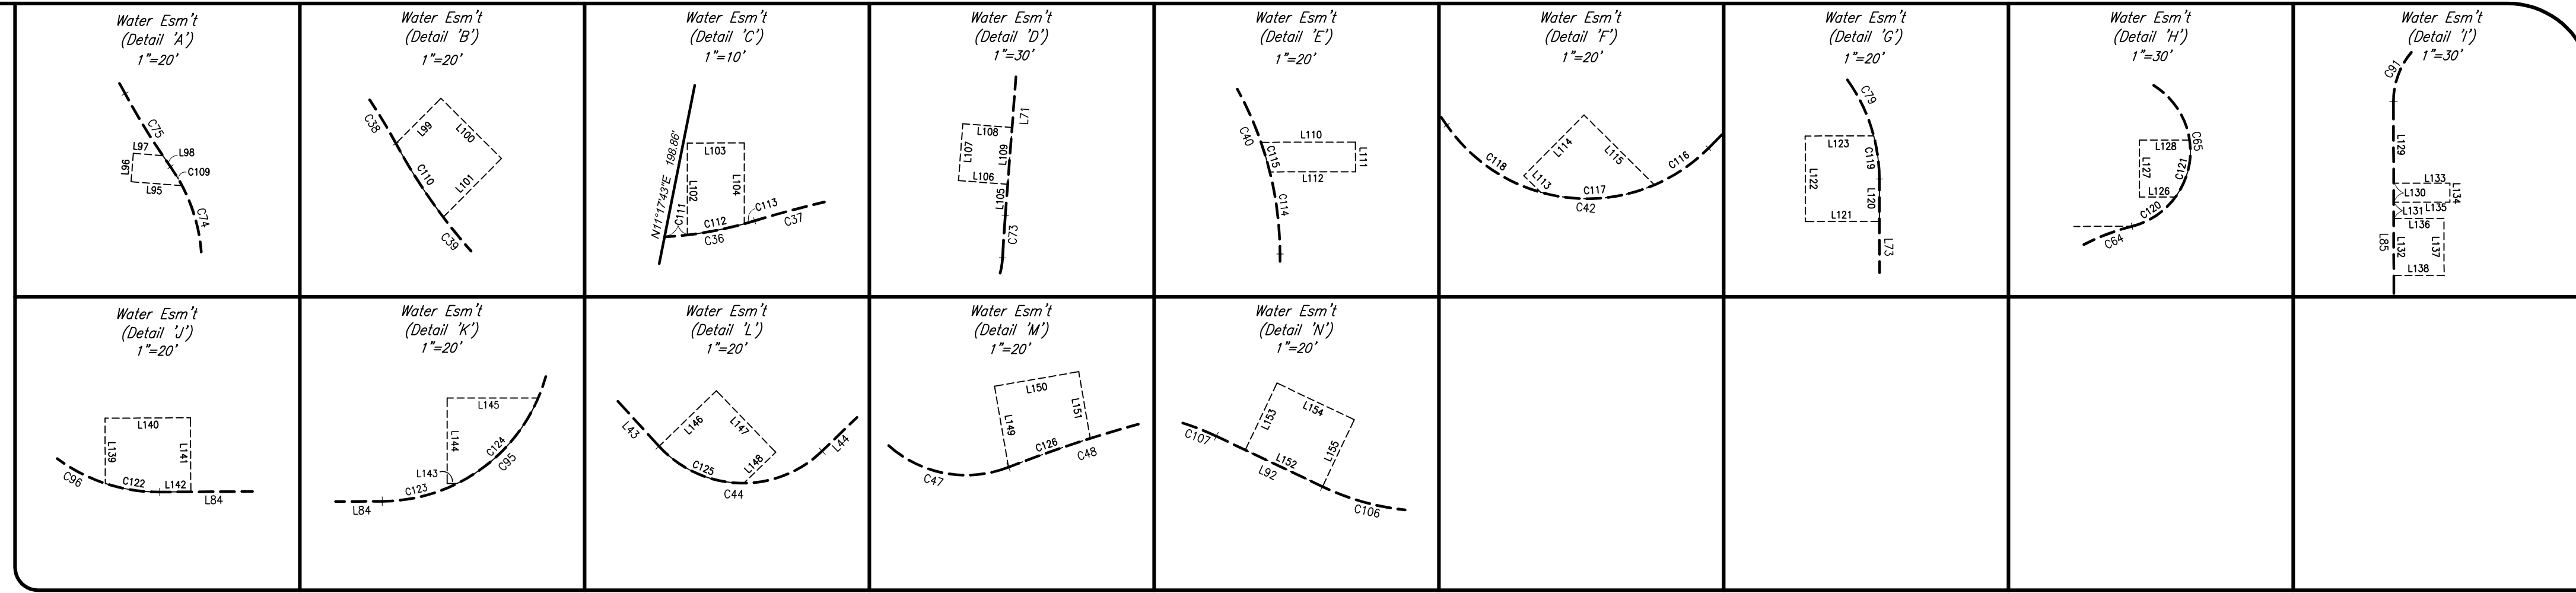 Water Esm't
(Detail 'A')
1"=20'
C75
L97
L98
L96
C109
L95
C74
Water Esm't
(Detail 'B')
1"=20'
C38
L99
L100
C110
L101
C39
Water Esm't
(Detail 'C')
1"=10'
N11°17'43"E 198.86'
L103
L102
L104
C111
C112
C113
C36
C37
Water Esm't
(Detail 'D')
1"=30'
L71
L108
L107
L109
L106
L105
C73
Water Esm't
(Detail 'E')
1"=20'
C40
L110
C115
L111
L112
C114
Water Esm't
(Detail 'F')
1"=20'
C118
L114
L115
C116
L113
C117
C42
Water Esm't
(Detail 'G')
1"=20'
C79
L123
C119
L122
L120
L121
L73
Water Esm't
(Detail 'H')
1"=30'
C65
L128
L127
C121
L126
C120
C64
Water Esm't
(Detail 'I')
1"=30'
C91
L129
L133
L130
L134
L131
L135
L136
L85
L132
L137
L138
Water Esm't
(Detail 'J')
1"=20'
L140
L139
L141
C96
C122
L142
L84
Water Esm't
(Detail 'K')
1"=20'
L145
L144
C124
L143
C95
C123
L84
Water Esm't
(Detail 'L')
1"=20'
L43
L146
L147
L44
C125
L148
C44
Water Esm't
(Detail 'M')
1"=20'
L150
L149
L151
C126
C48
C47
Water Esm't
(Detail 'N')
1"=20'
C107
L153
L154
L155
L152
L92
C106